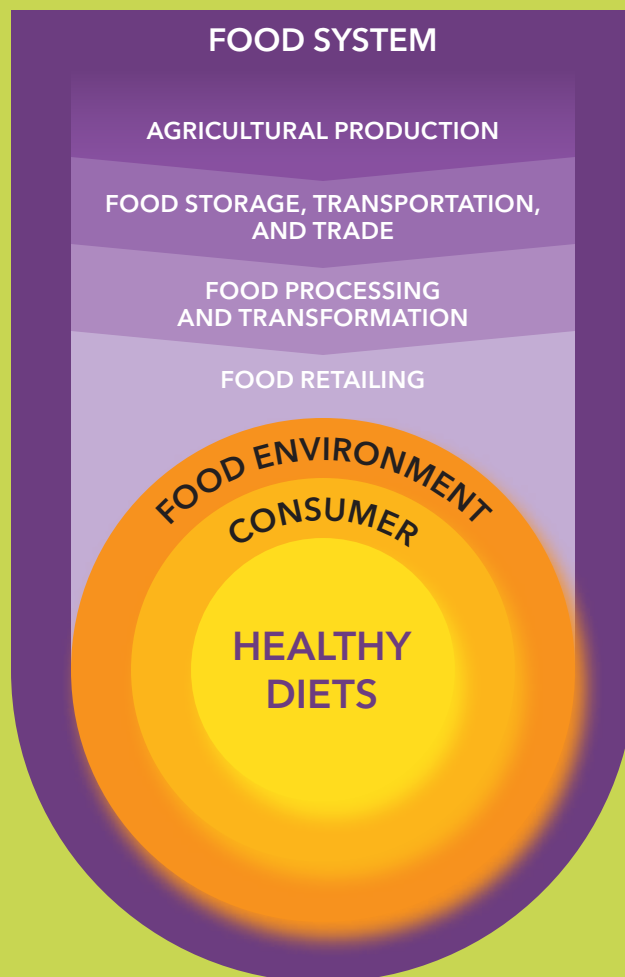 FOOD SYSTEM
AGRICULTURAL PRODUCTION
FOOD STORAGE, TRANSPORTATION,
AND TRADE
FOOD PROCESSING
AND TRANSFORMATION
FOOD RETAILING
FOOD ENVIRONMENT
CONSUMER
HEALTHY
DIETS